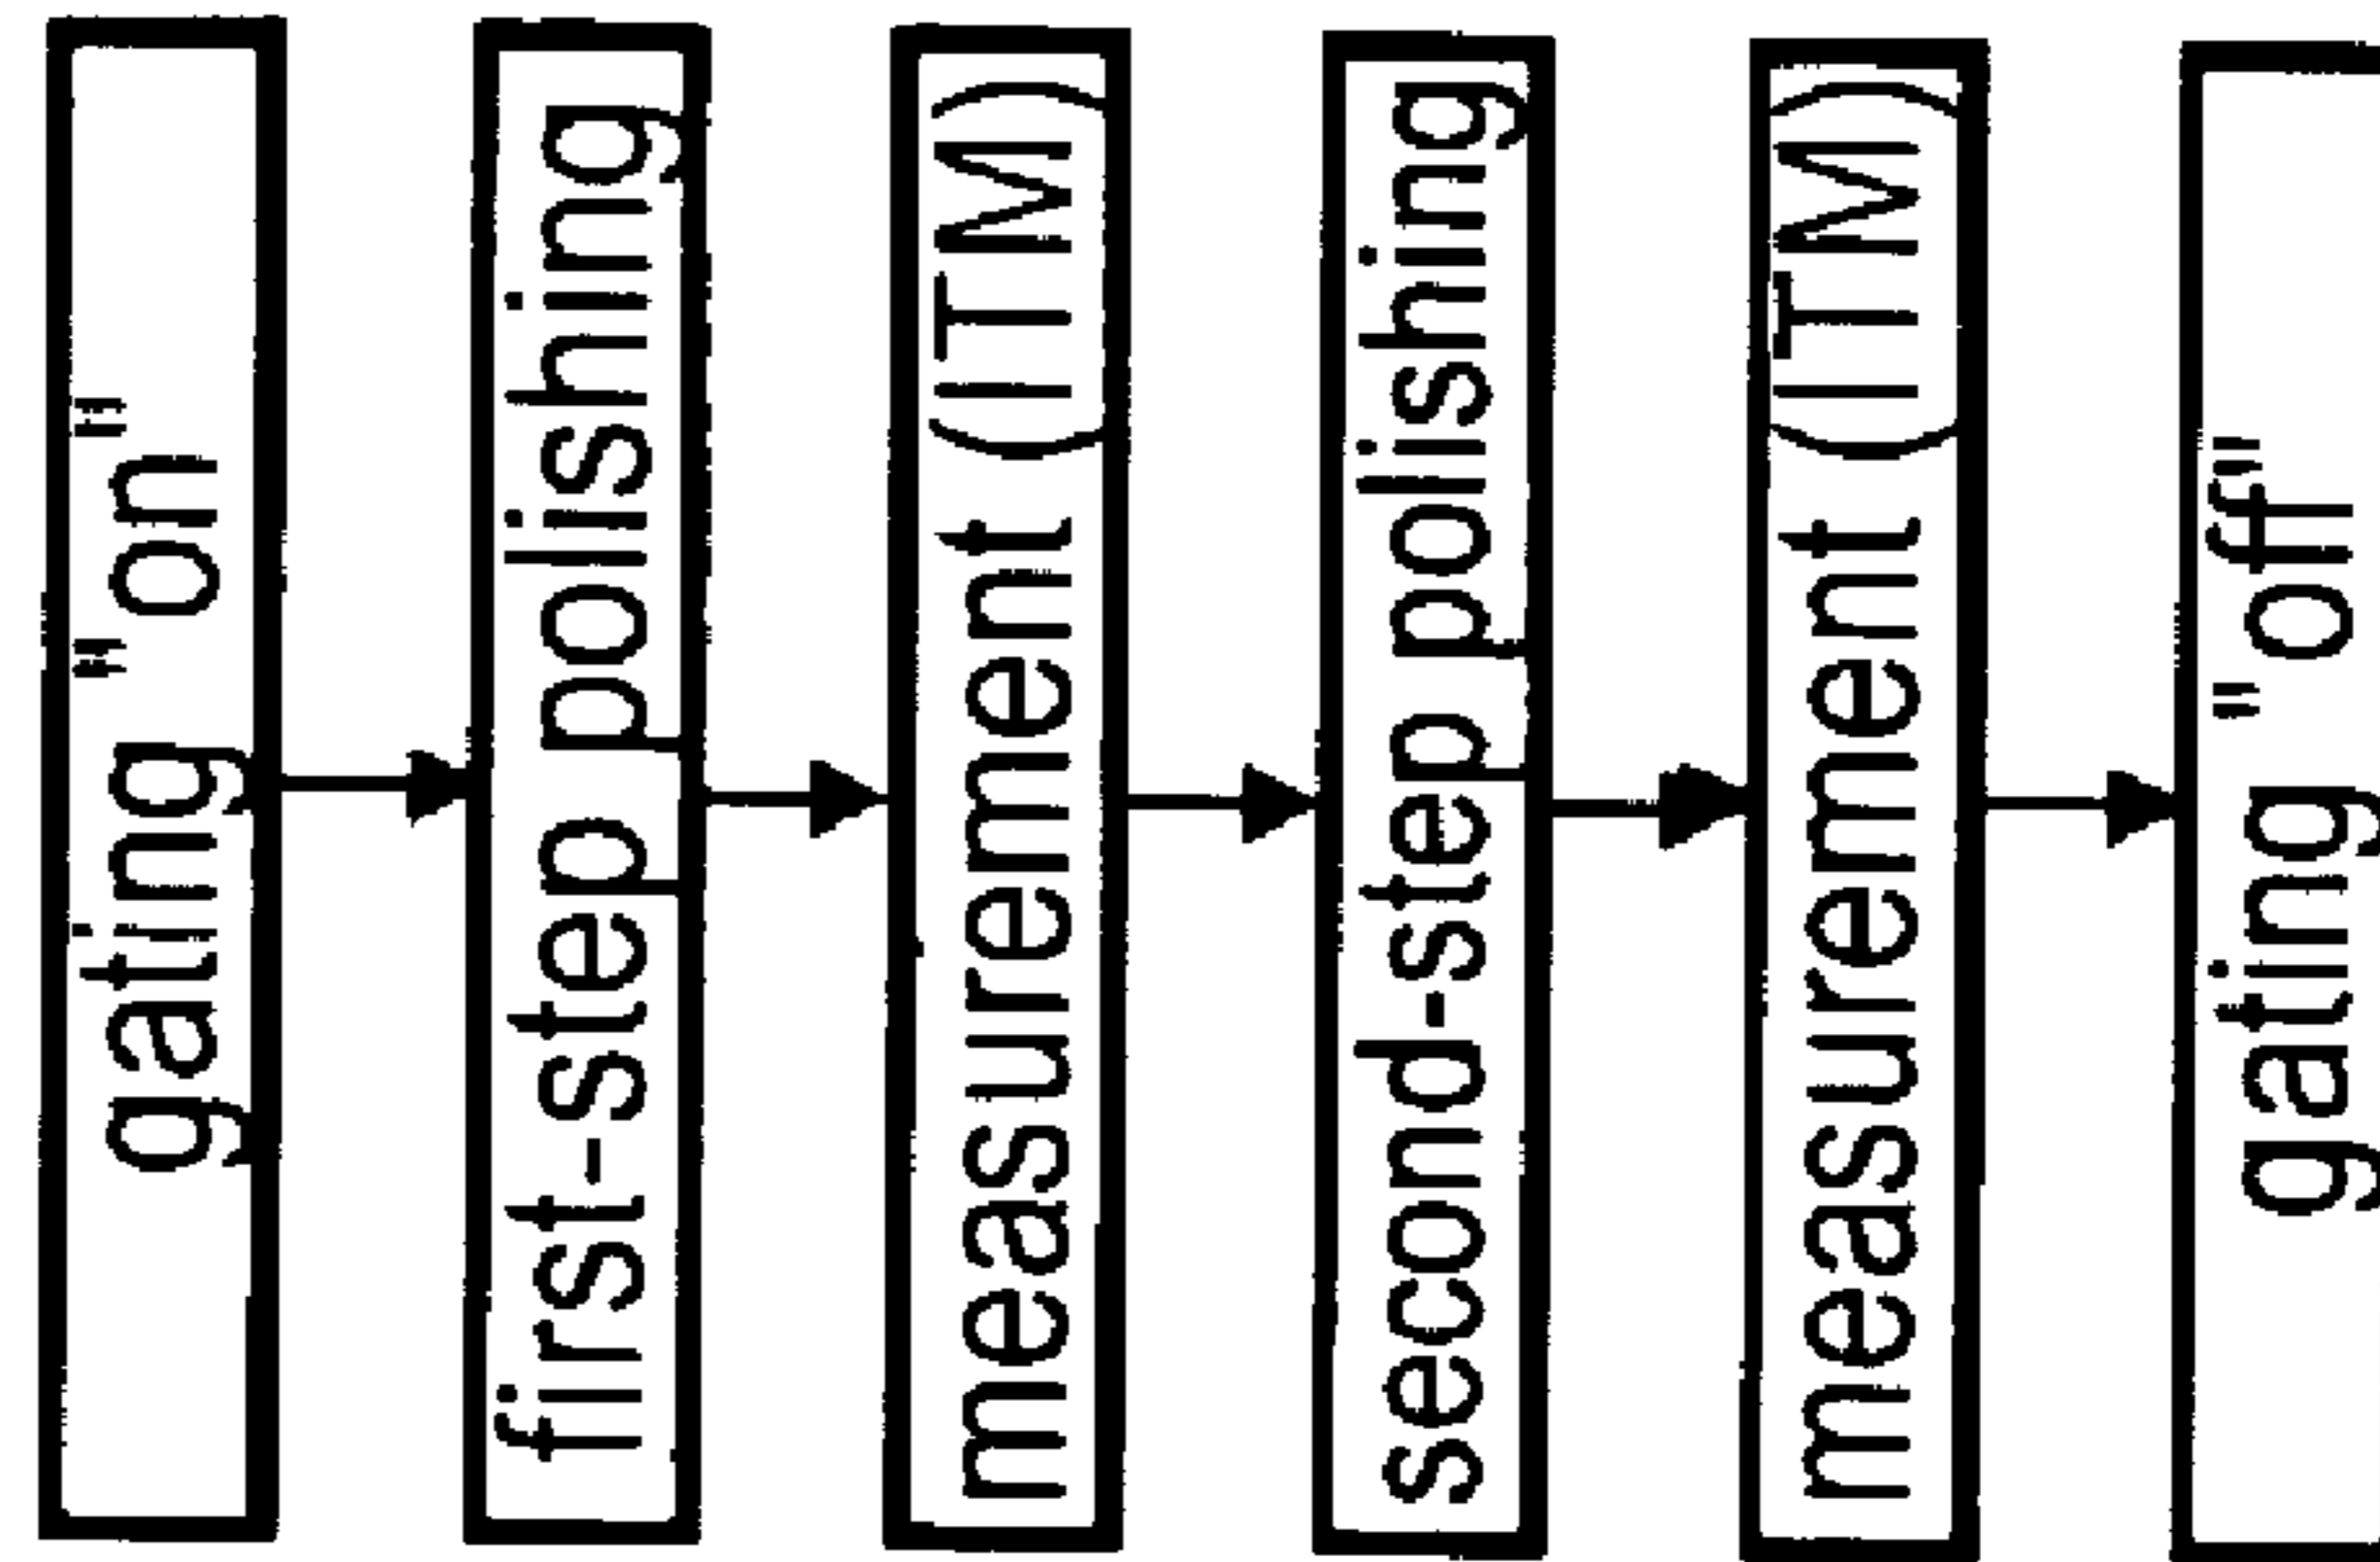 gating "on"
first-step polishing
measurement (ITM)
second-step polishing
measurement (ITM)
gating "off"